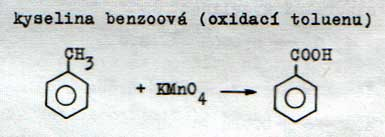 kyselina benzoová (oxidací toluenu)
CH3 COOH
+ KMnO4